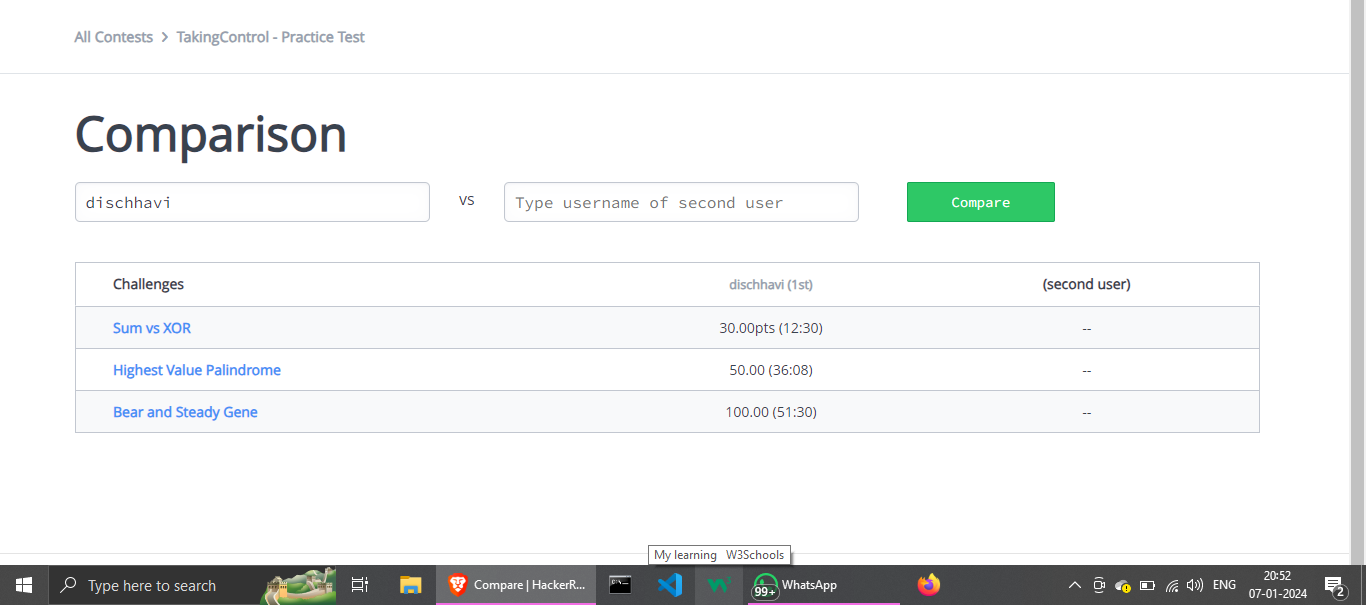 All Contests > TakingControl - Practice Test
Comparison
dischhavi VS Type username of second user Compare
Challenges dischhavi (1st) (second user)
Sum vs XOR 30.00pts (12:30) --
Highest Value Palindrome 50.00 (36:08) --
Bear and Steady Gene 100.00 (51:30) --
My learning W3Schools
Type here to search Compare | HackerR... 99+ WhatsApp ENG 20:52 2
07-01-2024